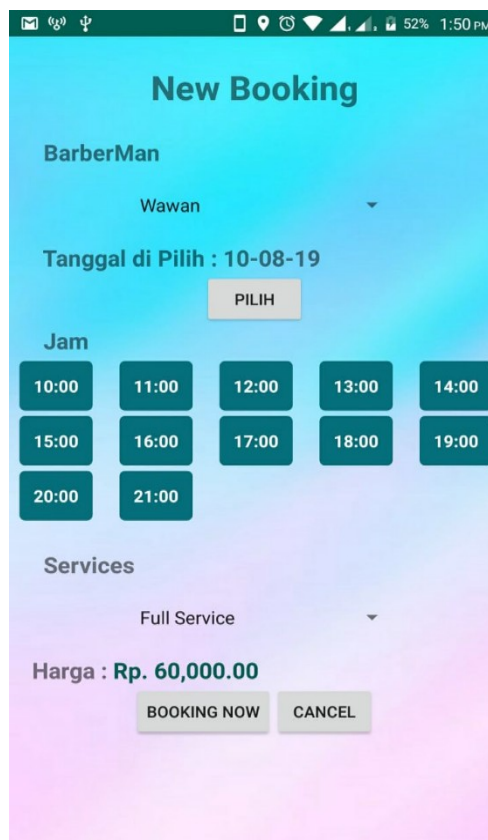 52% 1:50 PM
New Booking
BarberMan
Wawan
Tanggal di Pilih : 10-08-19
PILIH
Jam
10:00 11:00 12:00 13:00 14:00
15:00 16:00 17:00 18:00 19:00
20:00 21:00
Services
Full Service
Harga : Rp. 60,000.00
BOOKING NOW CANCEL